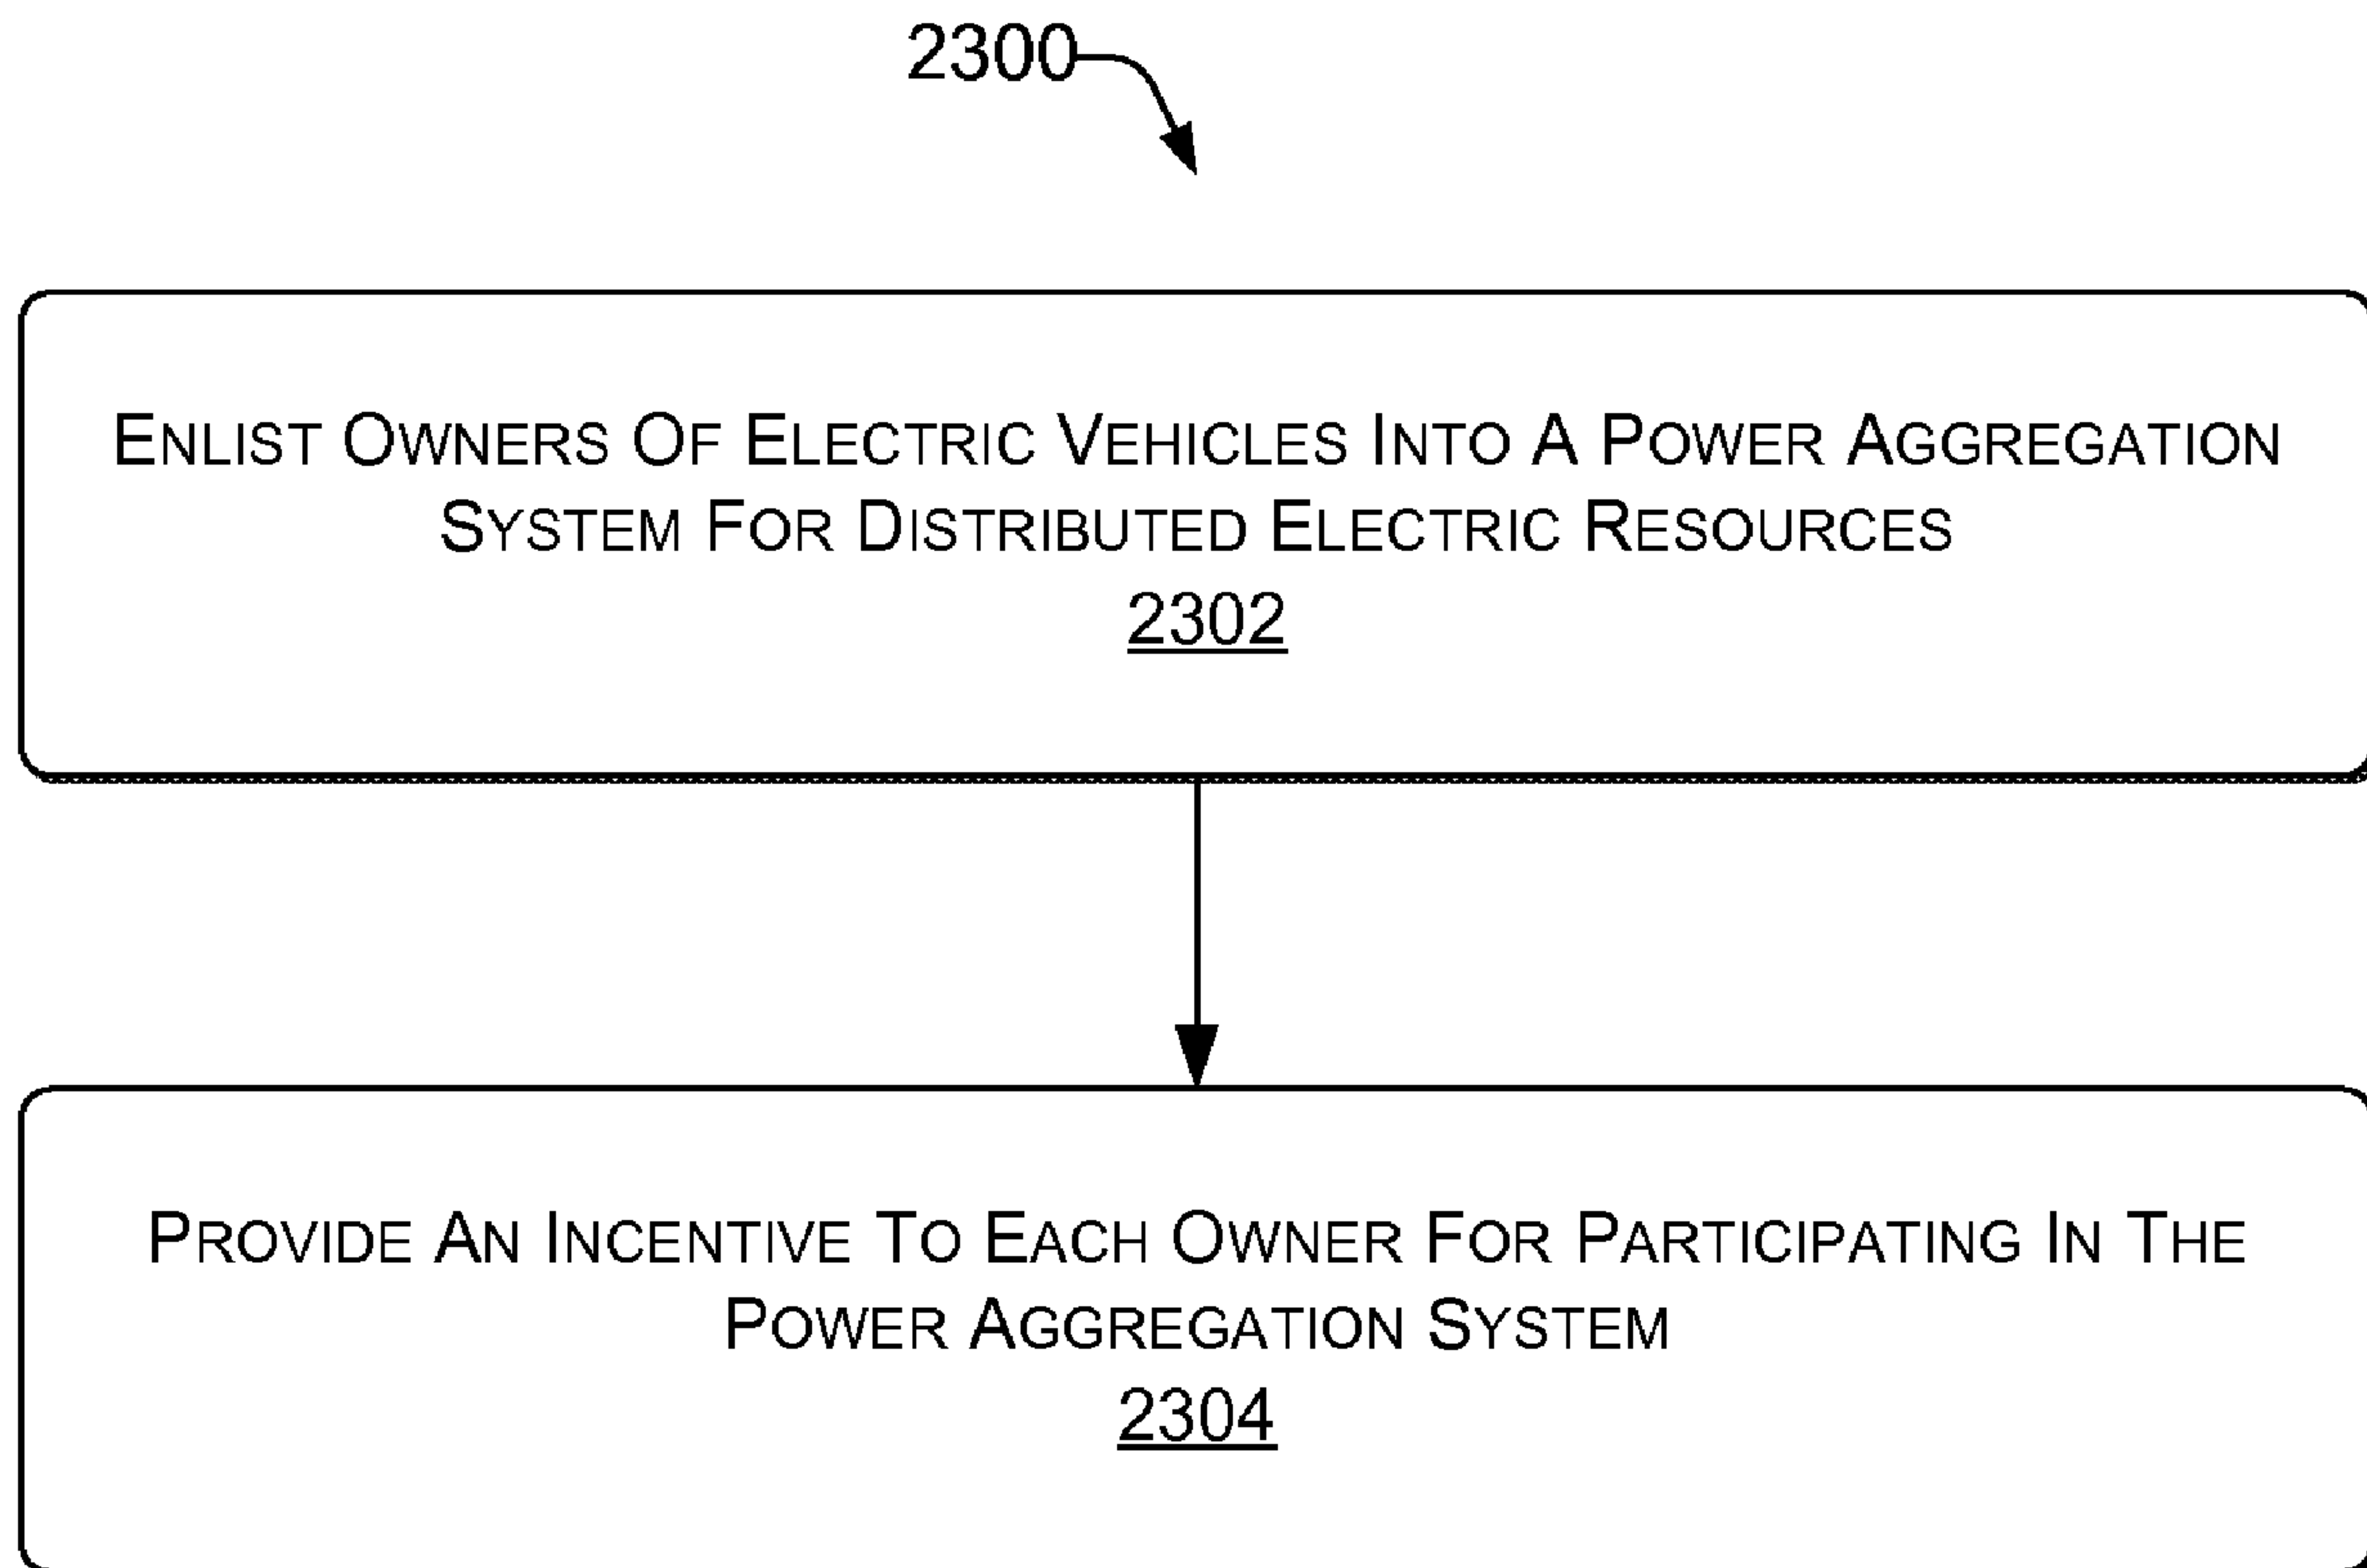 2300
ENLIST OWNERS OF ELECTRIC VEHICLES INTO A POWER AGGREGATION
SYSTEM FOR DISTRIBUTED ELECTRIC RESOURCES
2302
PROVIDE AN INCENTIVE TO EACH OWNER FOR PARTICIPATING IN THE
POWER AGGREGATION SYSTEM
2304